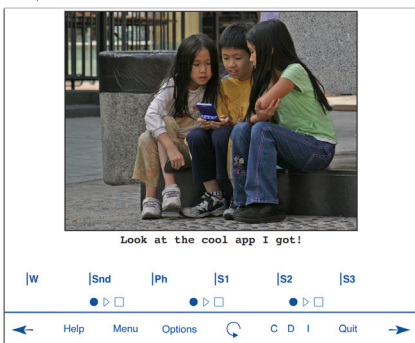 Look at the cool app I got!
|W |Snd |Ph |S1 |S2 |S3
Help Menu Options C D I Quit